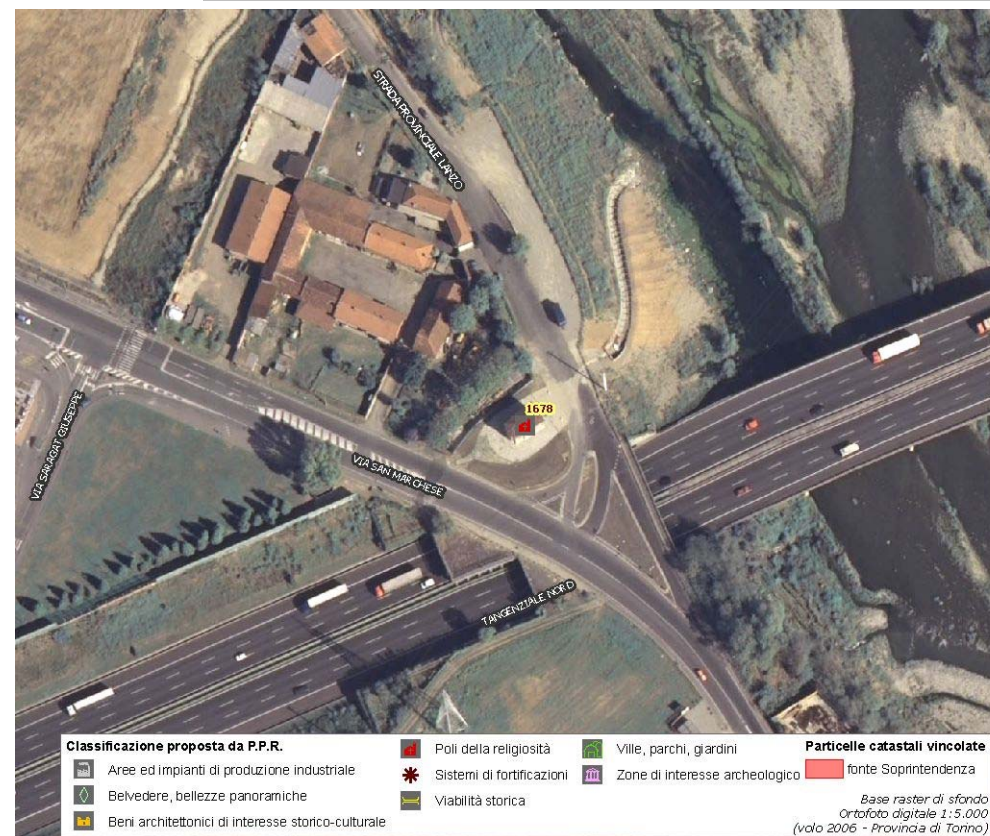 STRADA PROVINCIALE LANZO
1678
VIA SARAGAT GIUSEPPE
VIA SAN MARCHESE
TANGENZIALE NORD
Classificazione proposta da P.P.R.
Aree ed impianti di produzione industriale
Belvedere, bellezze panoramiche
Beni architettonici di interesse storico-culturale
Poli della religiosità
Sistemi di fortificazioni
Viabilità storica
Ville, parchi, giardini
Zone di interesse archeologico
Particelle catastali vincolate
fonte Soprintendenza
Base raster di sfondo
Ortofoto digitale 1:5.000
(volo 2006 - Provincia di Torino)